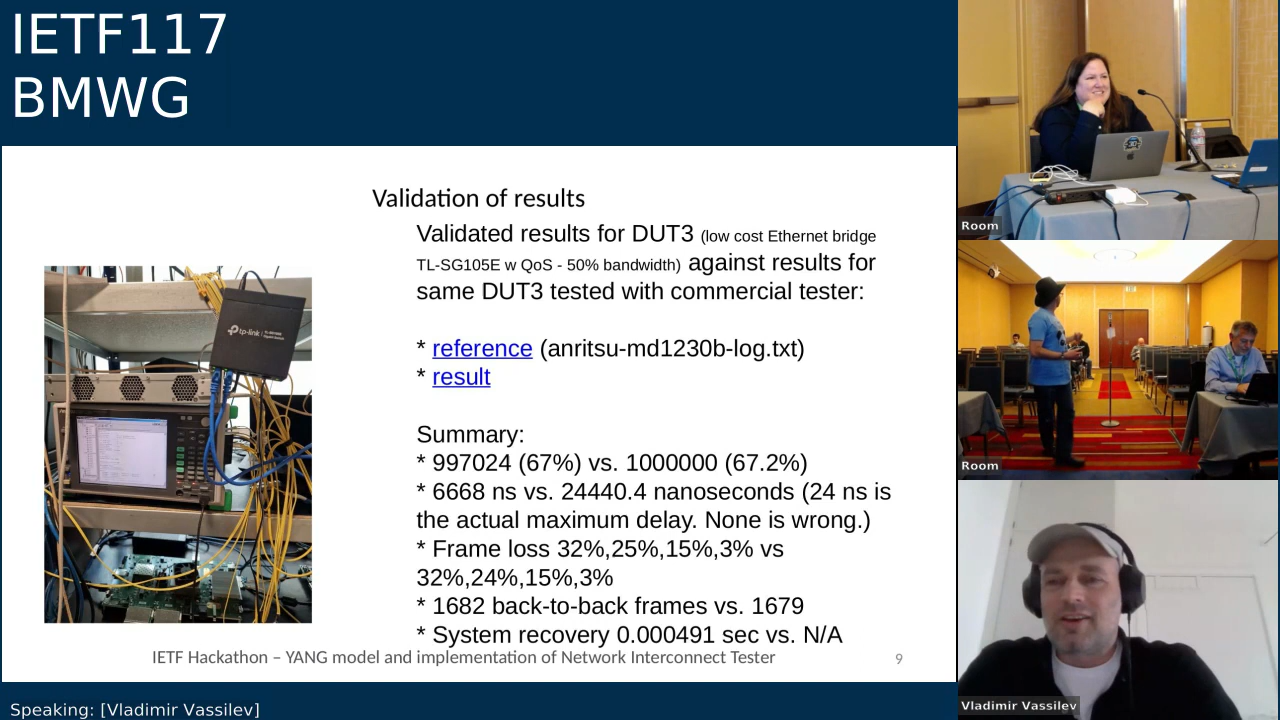 IETF117
BMWG
Validation of results
Validated results for DUT3 (low cost Ethernet bridge
TL-SG105E w QoS - 50% bandwidth) against results for
same DUT3 tested with commercial tester:
* reference (anritsu-md1230b-log.txt)
* result
Summary:
* 997024 (67%) vs. 1000000 (67.2%)
* 6668 ns vs. 24440.4 nanoseconds (24 ns is
the actual maximum delay. None is wrong.)
* Frame loss 32%,25%,15%,3% vs
32%,24%,15%,3%
* 1682 back-to-back frames vs. 1679
* System recovery 0.000491 sec vs. N/A
IETF Hackathon – YANG model and implementation of Network Interconnect Tester
9
tp-link
Room
Room
Vladimir Vassilev
Speaking: [Vladimir Vassilev]